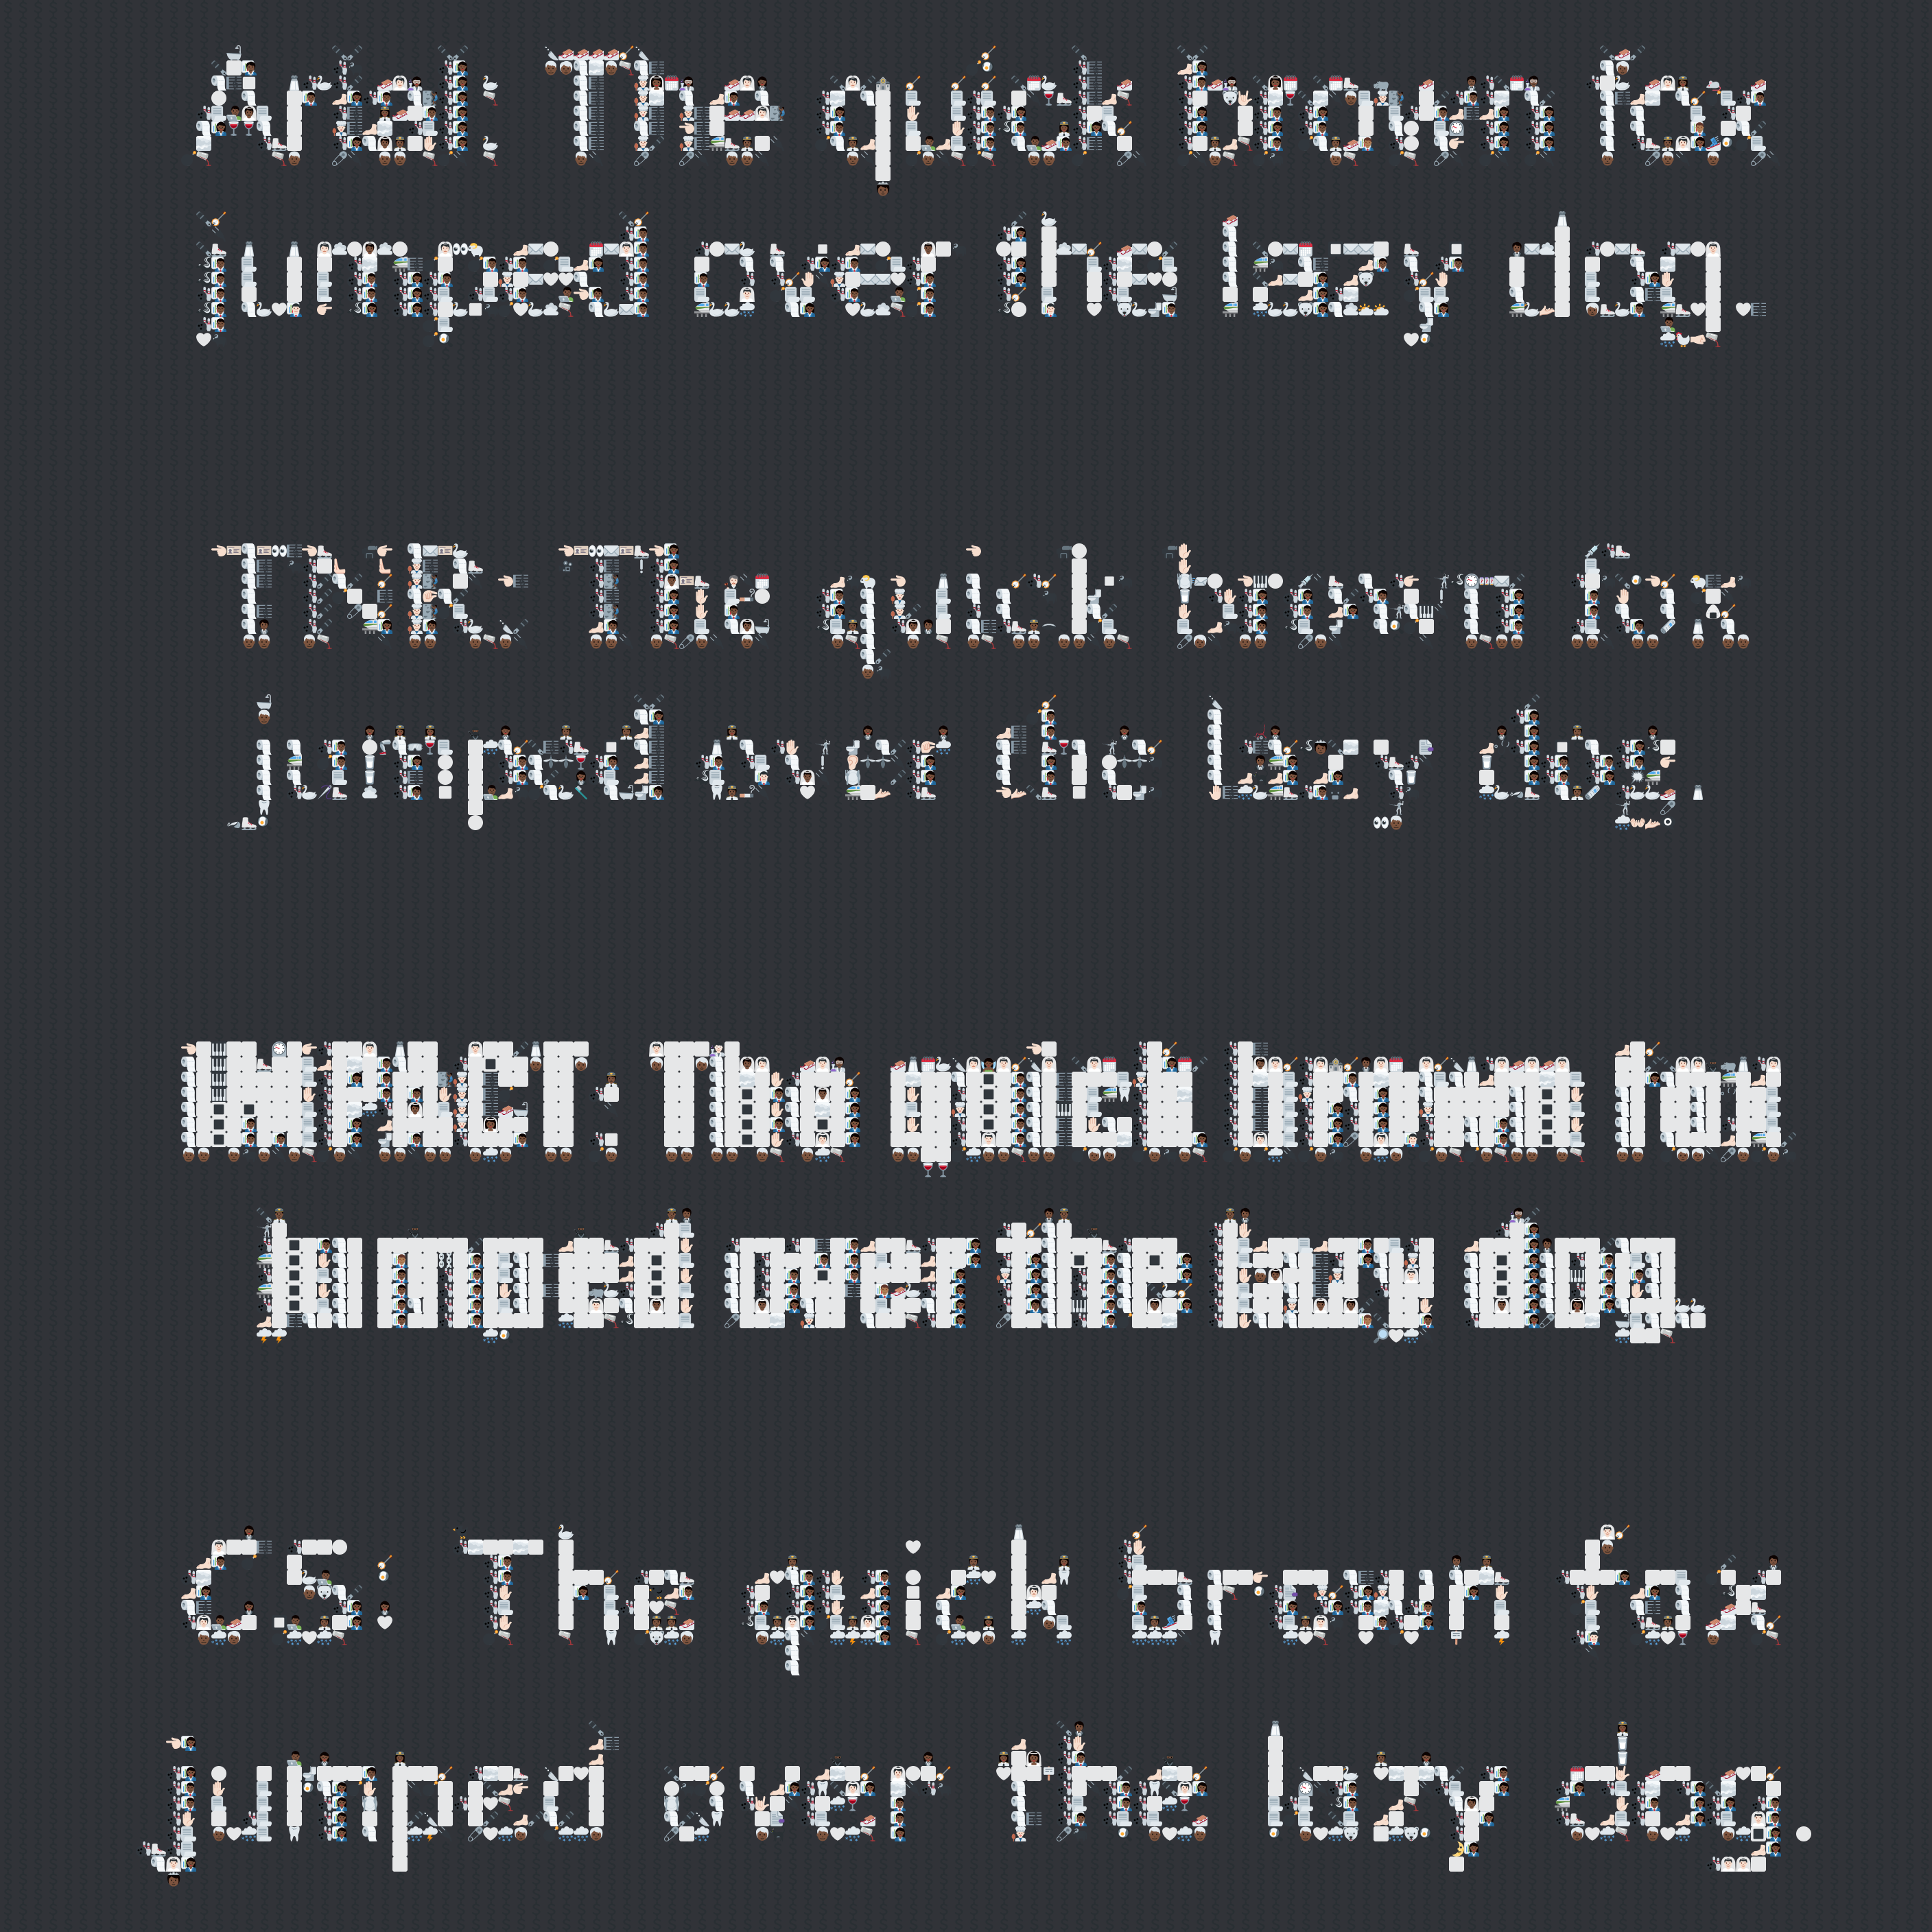 Arial: The quick brown fox
jumped over the lazy dog.
TNR: The quick brown fox
jumped over the lazy dog.
IMPACT: The quick brown fox
jumped over the lazy dog.
CS: The quick brown fox
jumped over the lazy dog.